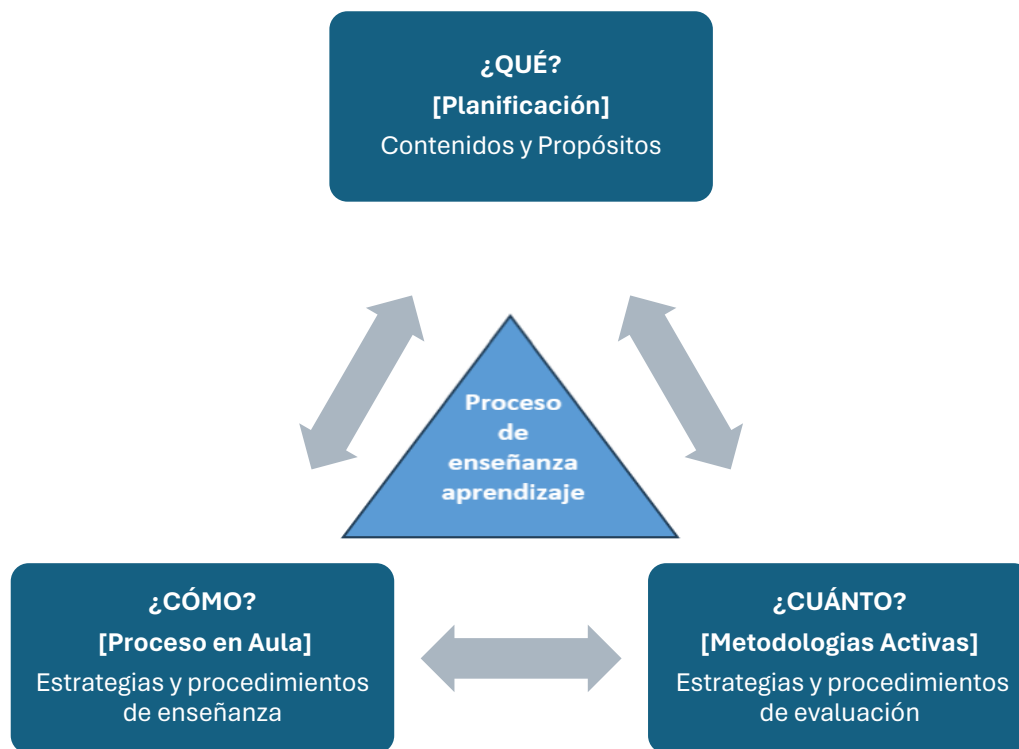 ¿QUÉ?
[Planificación]
Contenidos y Propósitos
Proceso
de
enseñanza
aprendizaje
¿CÓMO?
[Proceso en Aula]
Estrategias y procedimientos
de enseñanza
¿CUÁNTO?
[Metodologias Activas]
Estrategias y procedimientos
de evaluación